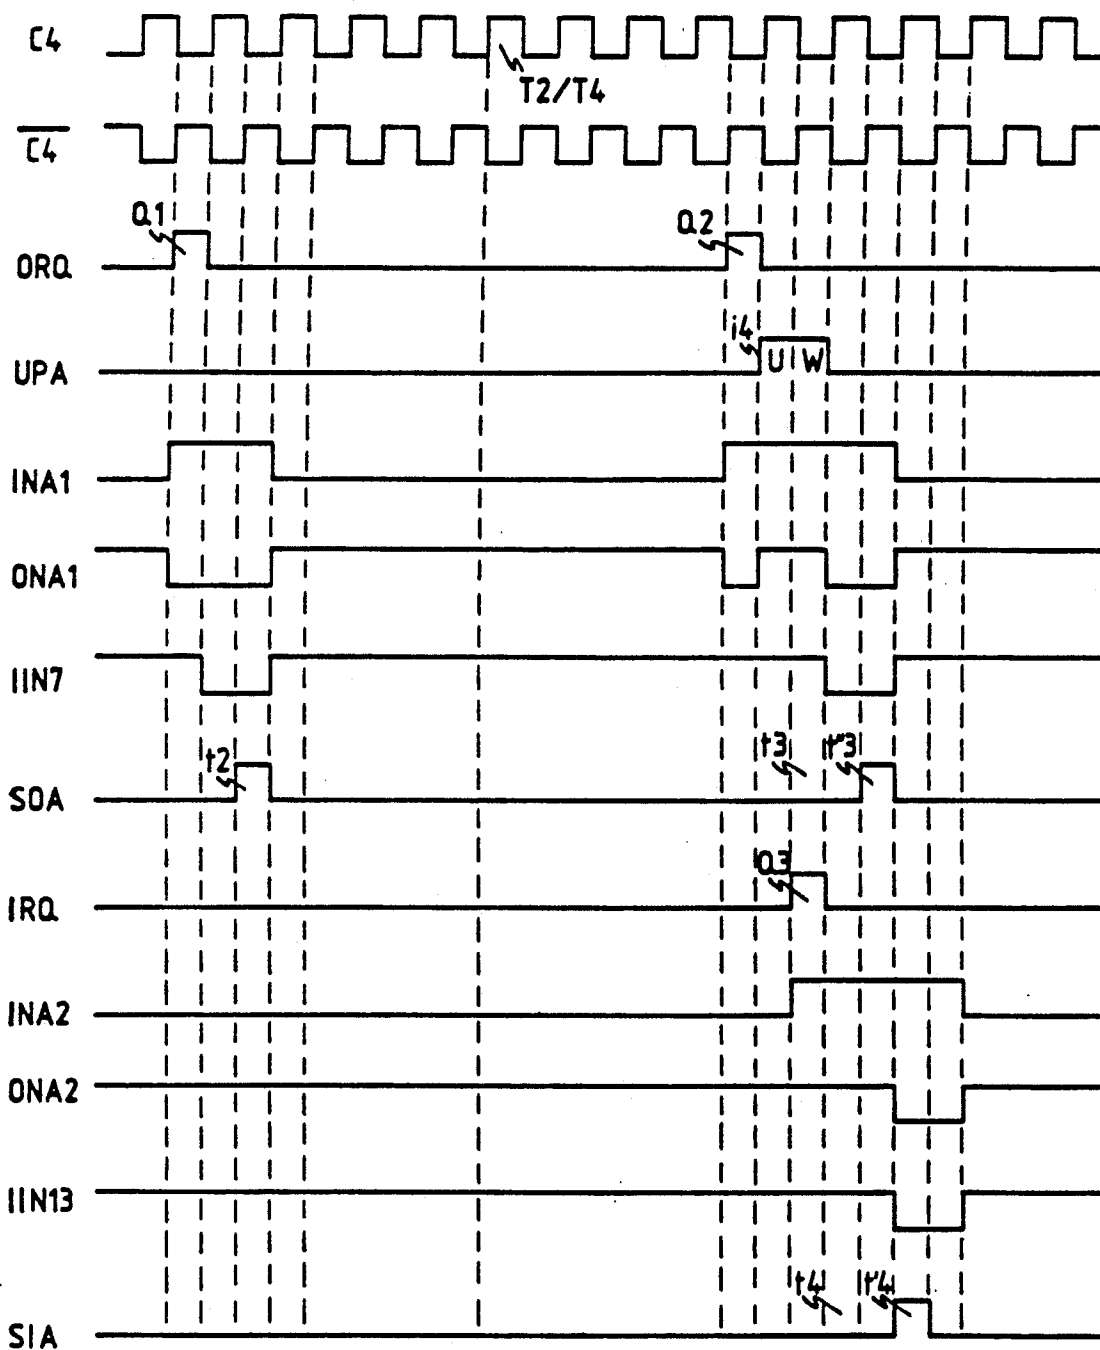 C4
T2/T4
C4
Q1
Q2
ORQ
i4
UPA
U W
INA1
ONA1
IIN7
t2
t3
t"3
SOA
Q3
IRQ
INA2
ONA2
IIN13
t4
t'4
SIA